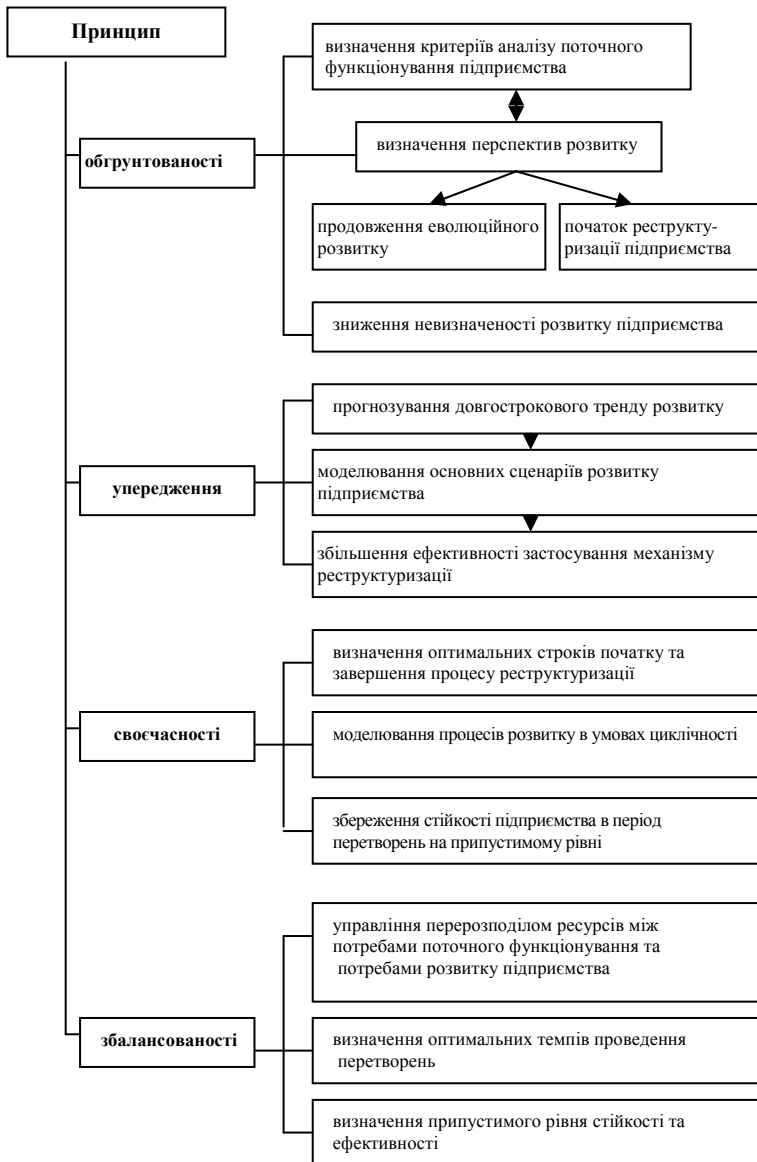 Принцип
визначення критеріїв аналізу поточного
функціонування підприємства
обгрунтованості
визначення перспектив розвитку
продовження еволюційного
розвитку
початок реструкту-
ризації підприємства
зниження невизначеності розвитку підприємства
прогнозування довгострокового тренду розвитку
упередження
моделювання основних сценаріїв розвитку
підприємства
збільшення ефективності застосування механізму
реструктуризації
визначення оптимальних строків початку та
завершення процесу реструктуризації
своєчасності
моделювання процесів розвитку в умовах циклічності
збереження стійкості підприємства в період
перетворень на припустимому рівні
управління перерозподілом ресурсів між
потребами поточного функціонування та
потребами розвитку підприємства
збалансованості
визначення оптимальних темпів проведення
перетворень
визначення припустимого рівня стійкості та
ефективності